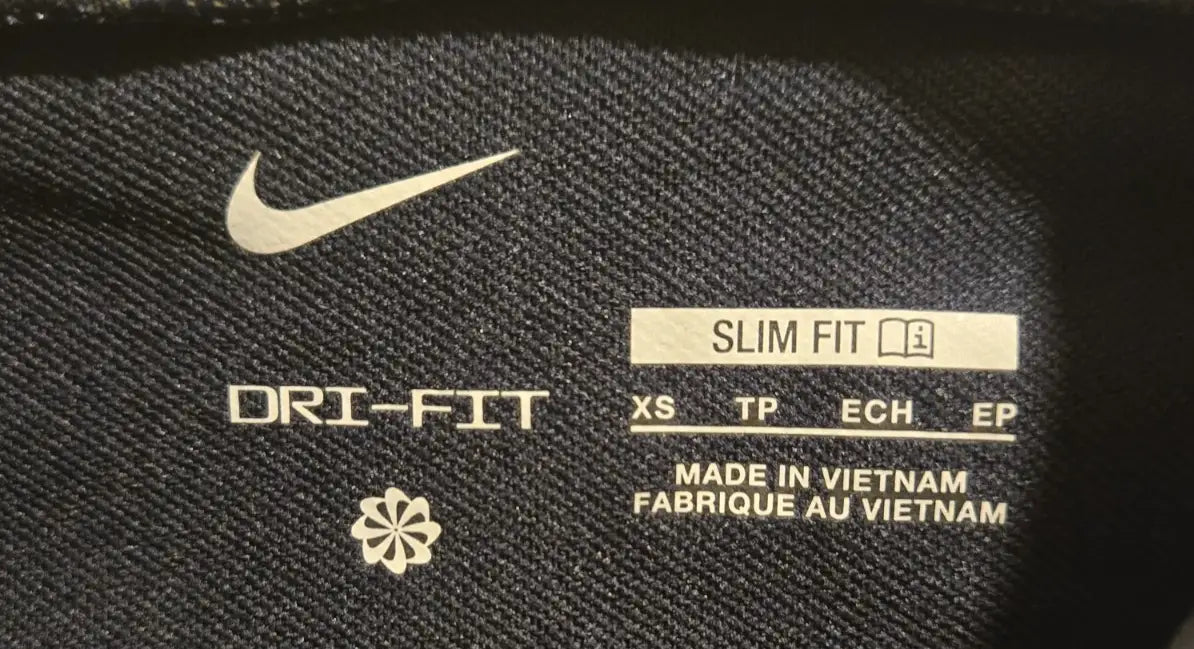 DRI-FIT
SLIM FIT i
XS TP ECH EP
MADE IN VIETNAM
FABRIQUE AU VIETNAM